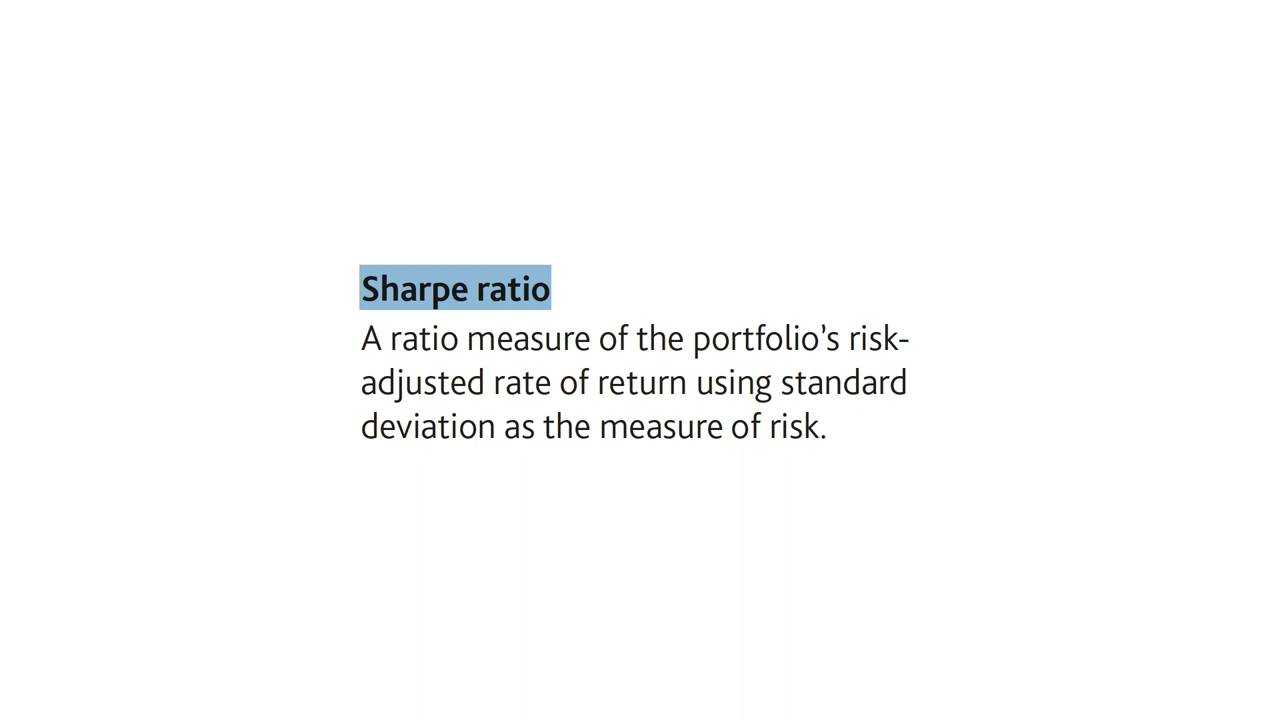 Sharpe ratio
A ratio measure of the portfolio’s risk-
adjusted rate of return using standard
deviation as the measure of risk.